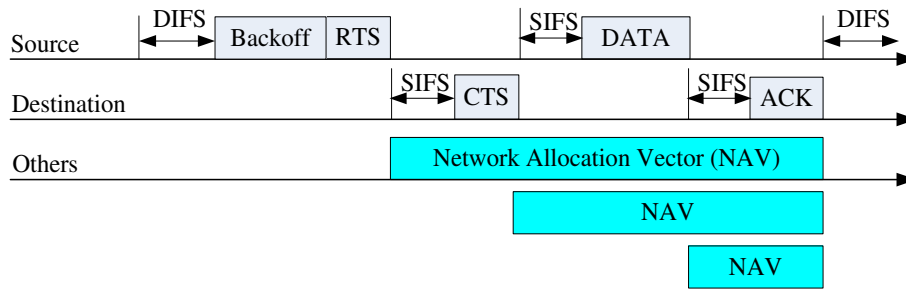 DIFS
SIFS
DIFS
Source
Backoff
RTS
DATA
SIFS
SIFS
Destination
CTS
ACK
Others
Network Allocation Vector (NAV)
NAV
NAV